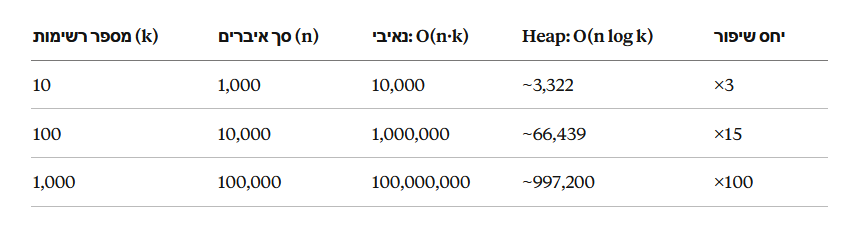 מספר רשימות (k) סך איברים (n) נאיבי: O(n·k) Heap: O(n log k) יחס שיפור
10 1,000 10,000 ~3,322 ×3
100 10,000 1,000,000 ~66,439 ×15
1,000 100,000 100,000,000 ~997,200 ×100